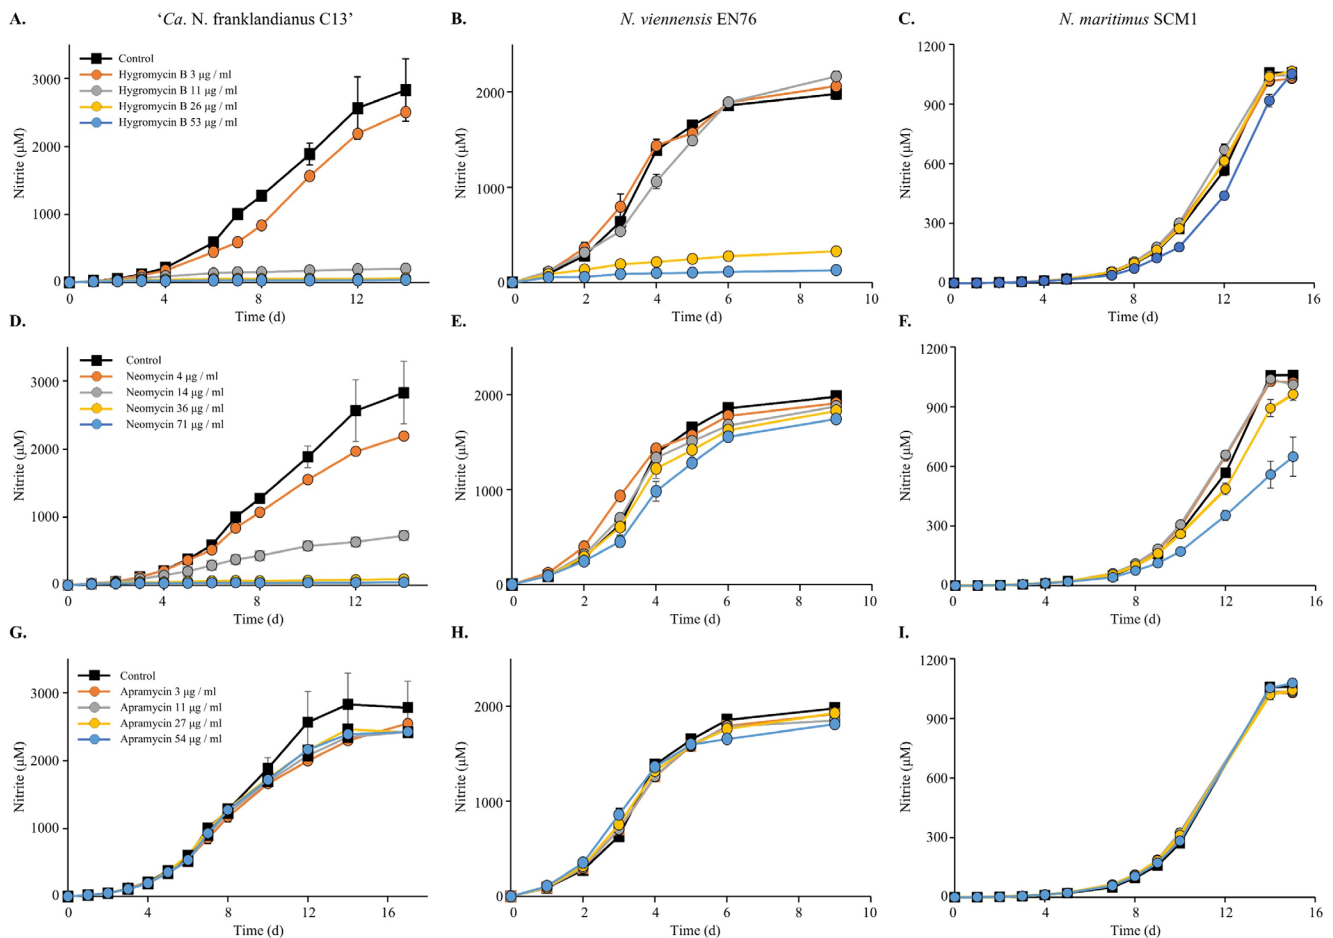 A. 'Ca. N. franklandianus C13' B. N. viennensis EN76 C. N. maritimus SCM1
3000
2000
1000
0
Nitrite (µM)
Control
Hygromycin B 3 µg / ml
Hygromycin B 11 µg / ml
Hygromycin B 26 µg / ml
Hygromycin B 53 µg / ml
0 4 8 12
Time (d)
2000
1000
0
Nitrite (µM)
0 2 4 6 8 10
Time (d)
1200
900
600
300
0
Nitrite (µM)
0 4 8 12 16
Time (d)
D. E. F.
3000
2000
1000
0
Nitrite (µM)
Control
Neomycin 4 µg / ml
Neomycin 14 µg / ml
Neomycin 36 µg / ml
Neomycin 71 µg / ml
0 4 8 12
Time (d)
2000
1000
0
Nitrite (µM)
0 2 4 6 8 10
Time (d)
1200
900
600
300
0
Nitrite (µM)
0 4 8 12 16
Time (d)
G. H. I.
3000
2000
1000
0
Nitrite (µM)
Control
Apramycin 3 µg / ml
Apramycin 11 µg / ml
Apramycin 27 µg / ml
Apramycin 54 µg / ml
0 4 8 12 16
Time (d)
2000
1000
0
Nitrite (µM)
0 2 4 6 8 10
Time (d)
1200
900
600
300
0
Nitrite (µM)
0 4 8 12 16
Time (d)